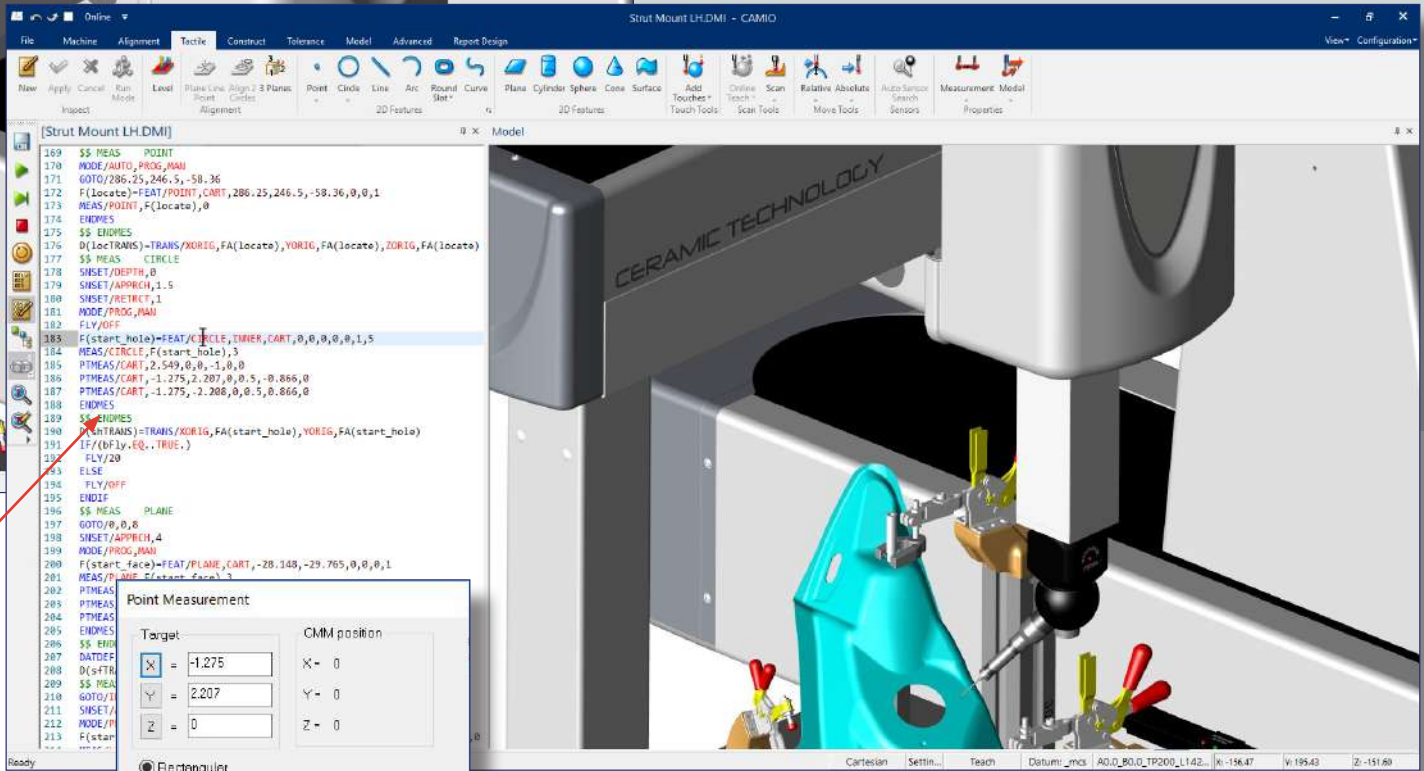 Online
Strut Mount LH.DMI - CAMIO
File Machine Alignment Tactile Construct Tolerance Model Advanced Report Design View Configuration
New Apply Cancel Run Mode Level Plane Line Point Align 2 Circles 3 Planes Point Circle Line Arc Round Slot Curve Plane Cylinder Sphere Cone Surface Add Touches Online Teach Scan Relative Absolute Auto Sensor Search Measurement Modal
Inspect Alignment 2D Features 3D Features Touch Tools Scan Tools Move Tools Sensors Properties
[Strut Mount LH.DMI] Model
169 $$ MEAS POINT
170 MODE/AUTO,PROG,MAN
171 GOTO/286.25,246.5,-58.36
172 F(locate)=FEAT/POINT,CART,286.25,246.5,-58.36,0,0,1
173 MEAS/POINT,F(locate),0
174 ENDMES
175 $$ ENDMES
176 D(locTRANS)=TRANS/XORIG,FA(locate),YORIG,FA(locate),ZORIG,FA(locate)
177 $$ MEAS CIRCLE
178 SNSET/DEPTH,0
179 SNSET/APPRCH,1.5
180 SNSET/RETRCT,1
181 MODE/PROG,MAN
182 FLY/OFF
183 F(start_hole)=FEAT/CIRCLE,INNER,CART,0,0,0,0,0,1,5
184 MEAS/CIRCLE,F(start_hole),3
185 PTMEAS/CART,2.549,0,0,-1,0,0
186 PTMEAS/CART,-1.275,2.207,0,0.5,-0.866,0
187 PTMEAS/CART,-1.275,-2.208,0,0.5,0.866,0
188 ENDMES
189 $$ ENDMES
190 D(shTRANS)=TRANS/XORIG,FA(start_hole),YORIG,FA(start_hole)
191 IF/(bFly.EQ..TRUE.)
192 FLY/20
193 ELSE
194 FLY/OFF
195 ENDIF
196 $$ MEAS PLANE
197 GOTO/0,0,8
198 SNSET/APPRCH,4
199 MODE/PROG,MAN
200 F(start_face)=FEAT/PLANE,CART,-28.148,-29.765,0,0,0,1
201 MEAS/PLANE,F(start_face),3
202 PTMEAS
203 PTMEAS
204 PTMEAS
205 ENDMES
206 $$ END
207 DATDEF
208 D(sfTRA
209 $$ MEA
210 GOTO/I
211 SNSET/
212 MODE/P
213 F(star
CERAMIC TECHNOLOGY
Point Measurement
Target CMM position
X = -1.275 X = 0
Y = 2.207 Y = 0
Z = 0 Z = 0
Rectangular
Ready Cartesian Settin... Teach Datum: _mcs A0.0_B0.0_TP200_L142... X: -156.47 Y: 195.43 Z: -151.60